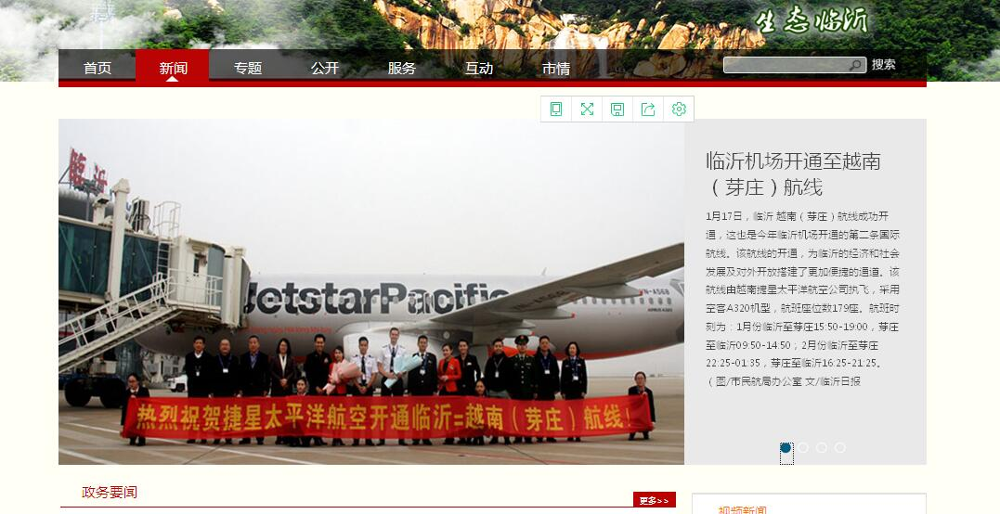 生态临沂
首页 新闻 专题 公开 服务 互动 市情 搜索
临沂机场开通至越南
（芽庄）航线
1月17日，临沂 越南（芽庄）航线成功开
通，这也是今年临沂机场开通的第二条国际
航线。该航线的开通，为临沂的经济和社会
发展及对外开放搭建了更加便捷的通道。该
航线由越南捷星太平洋航空公司执飞，采用
空客A320机型，航班座位数179座。航班时
刻为：1月份临沂至芽庄15:50-19:00，芽庄
至临沂09:50-14:50；2月份临沂至芽庄
22:25-01:35，芽庄至临沂16:25-21:25。
（图/市民航局办公室 文/临沂日报
临沂
JetstarPacific
VN-A568
热烈祝贺捷星太平洋航空开通临沂=越南（芽庄）航线！
政务要闻
更多>>
视频新闻